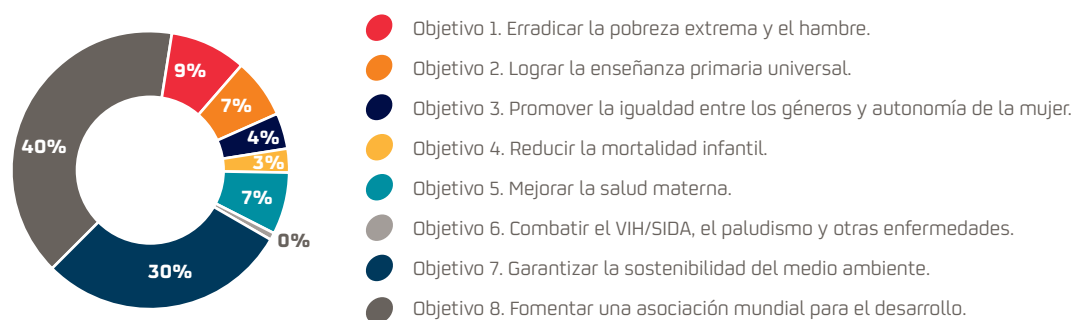 9%
7%
4%
3%
7%
0%
30%
40%
Objetivo 1. Erradicar la pobreza extrema y el hambre.
Objetivo 2. Lograr la enseñanza primaria universal.
Objetivo 3. Promover la igualdad entre los géneros y autonomía de la mujer.
Objetivo 4. Reducir la mortalidad infantil.
Objetivo 5. Mejorar la salud materna.
Objetivo 6. Combatir el VIH/SIDA, el paludismo y otras enfermedades.
Objetivo 7. Garantizar la sostenibilidad del medio ambiente.
Objetivo 8. Fomentar una asociación mundial para el desarrollo.